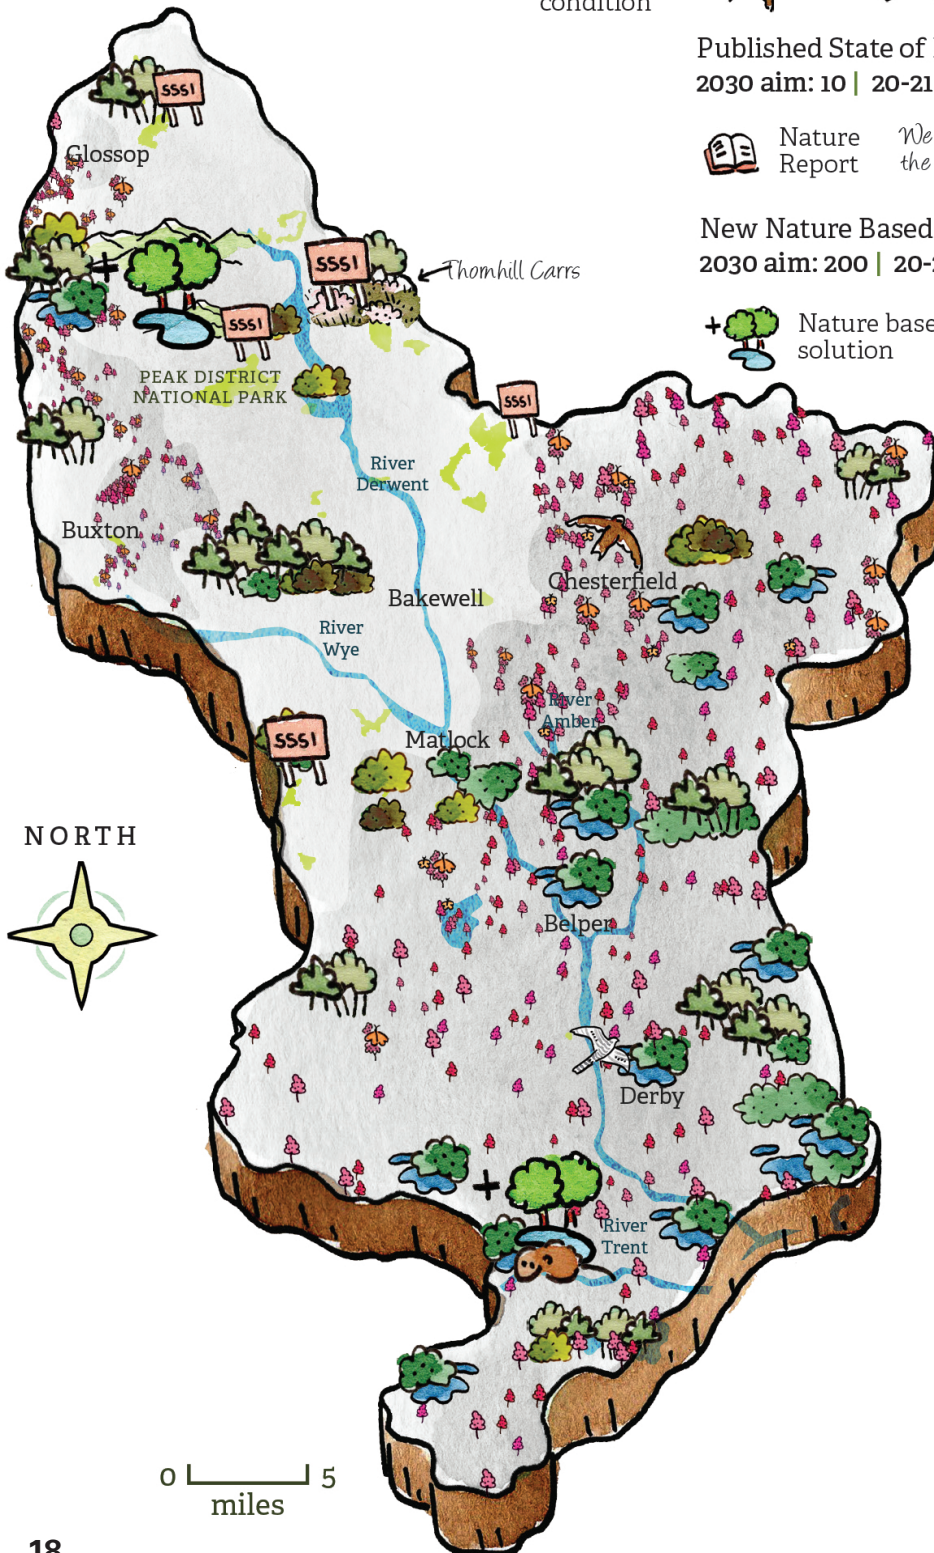 condition
Published State of
2030 aim: 10 | 20-21
Nature
Report
We
the
New Nature Based
2030 aim: 200 | 20-
Nature base
solution
SSSI
Glossop
SSSI
Thornhill Carrs
SSSI
PEAK DISTRICT
NATIONAL PARK
SSSI
River
Derwent
Buxton
Chesterfield
Bakewell
River
Wye
River
Amber
SSSI
Matlock
NORTH
Belper
Derby
River
Trent
0 5
miles
18